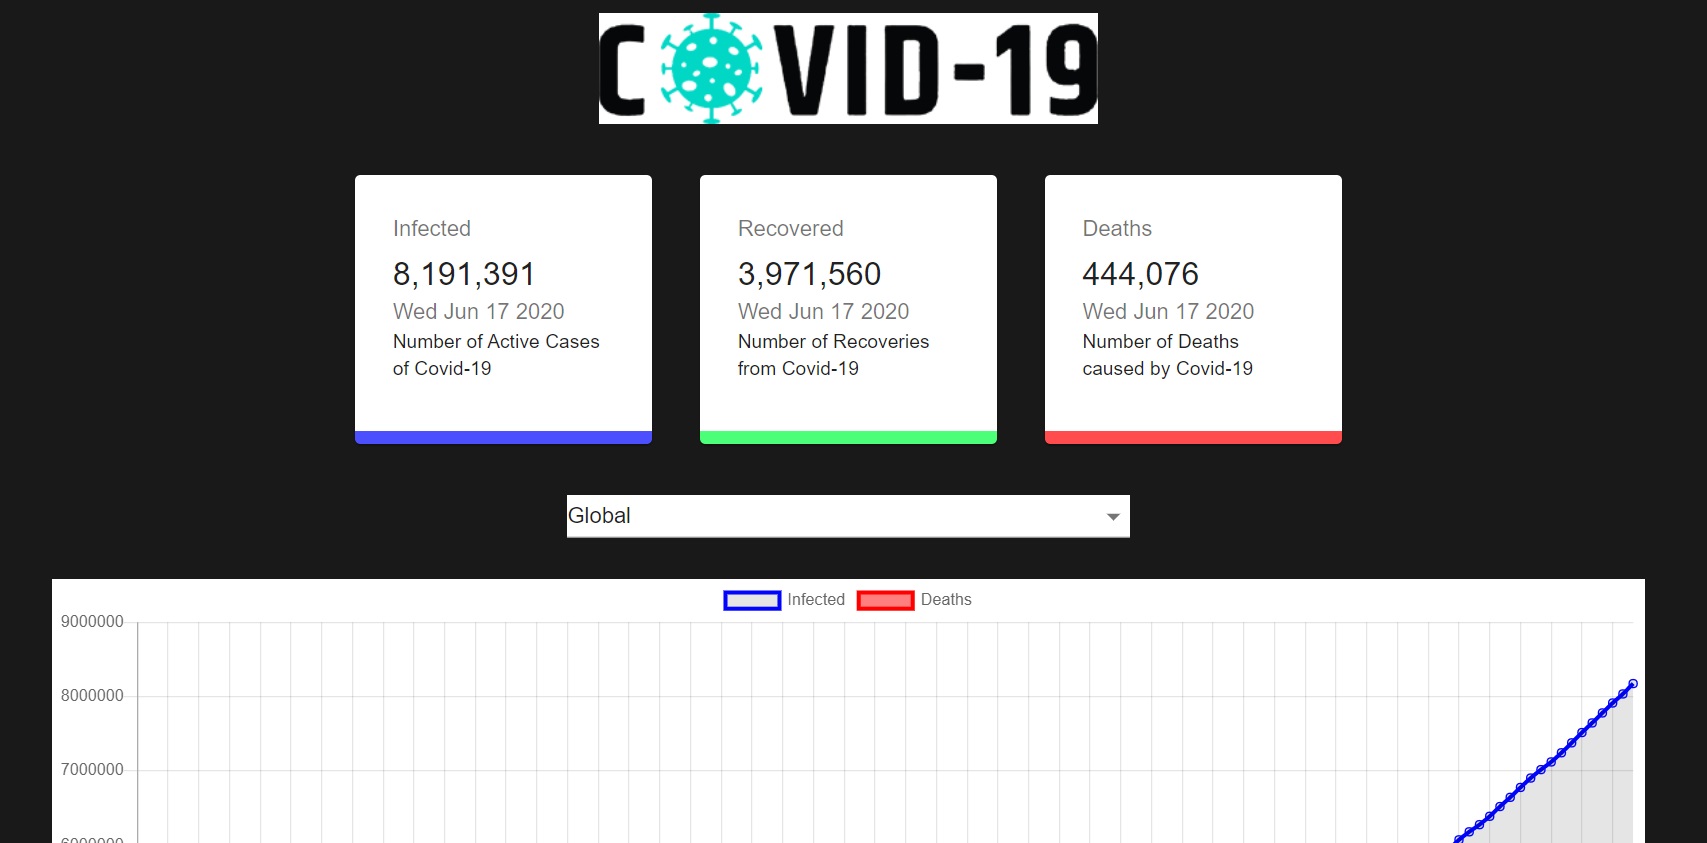 COVID-19
Infected
8,191,391
Wed Jun 17 2020
Number of Active Cases
of Covid-19
Recovered
3,971,560
Wed Jun 17 2020
Number of Recoveries
from Covid-19
Deaths
444,076
Wed Jun 17 2020
Number of Deaths
caused by Covid-19
Global
Infected Deaths
9000000
8000000
7000000
6000000